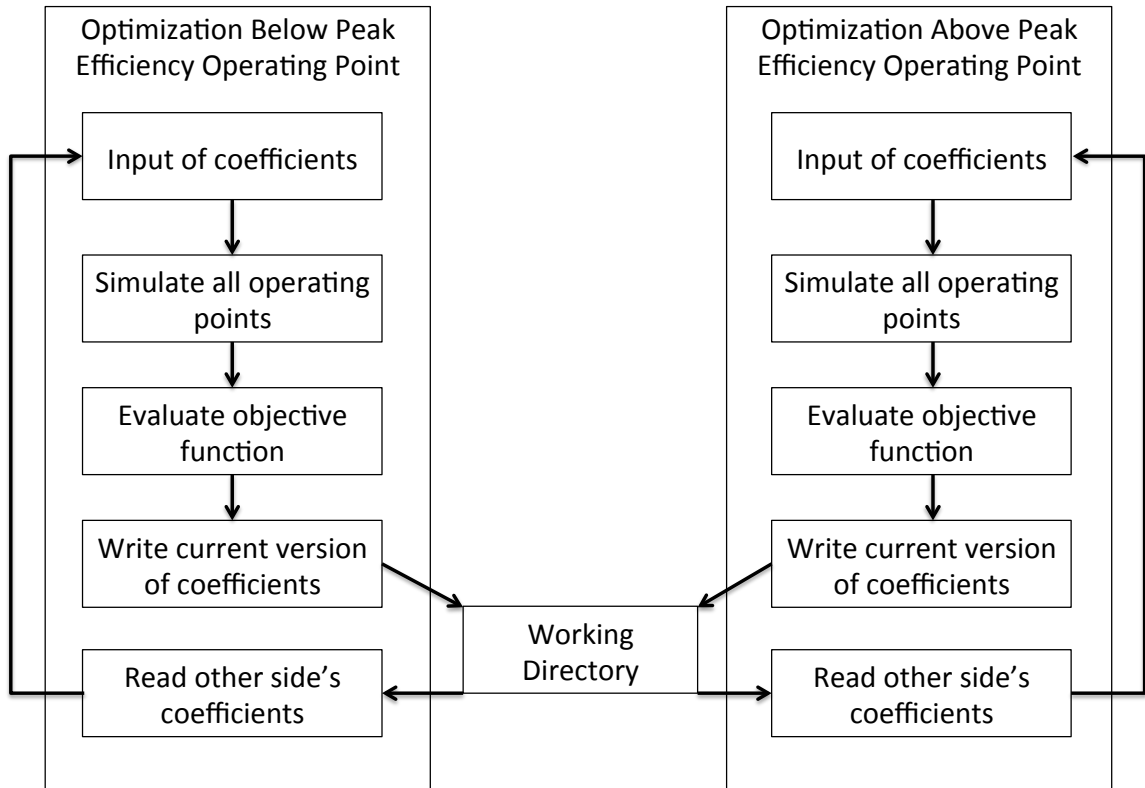 Optimization Below Peak
Efficiency Operating Point
Input of coefficients
Simulate all operating
points
Evaluate objective
function
Write current version
of coefficients
Read other side's
coefficients
Working
Directory
Optimization Above Peak
Efficiency Operating Point
Input of coefficients
Simulate all operating
points
Evaluate objective
function
Write current version
of coefficients
Read other side's
coefficients